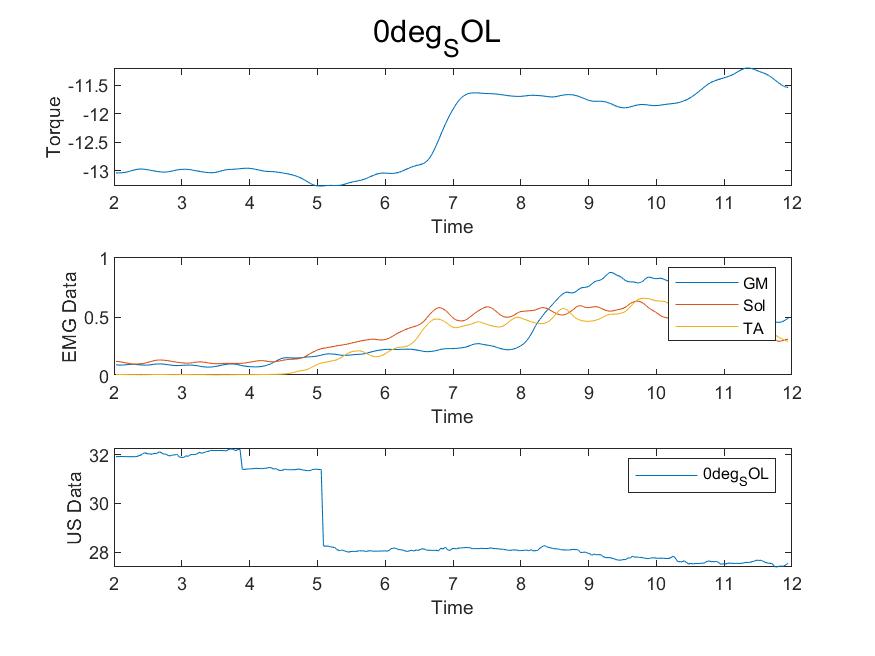 0deg_SOL
-11.5
-12
-12.5
-13
Torque
2 3 4 5 6 7 8 9 10 11 12
Time
1
0.5
0
EMG Data
GM
Sol
TA
2 3 4 5 6 7 8 9 10 11 12
Time
32
30
28
US Data
0deg_SOL
2 3 4 5 6 7 8 9 10 11 12
Time